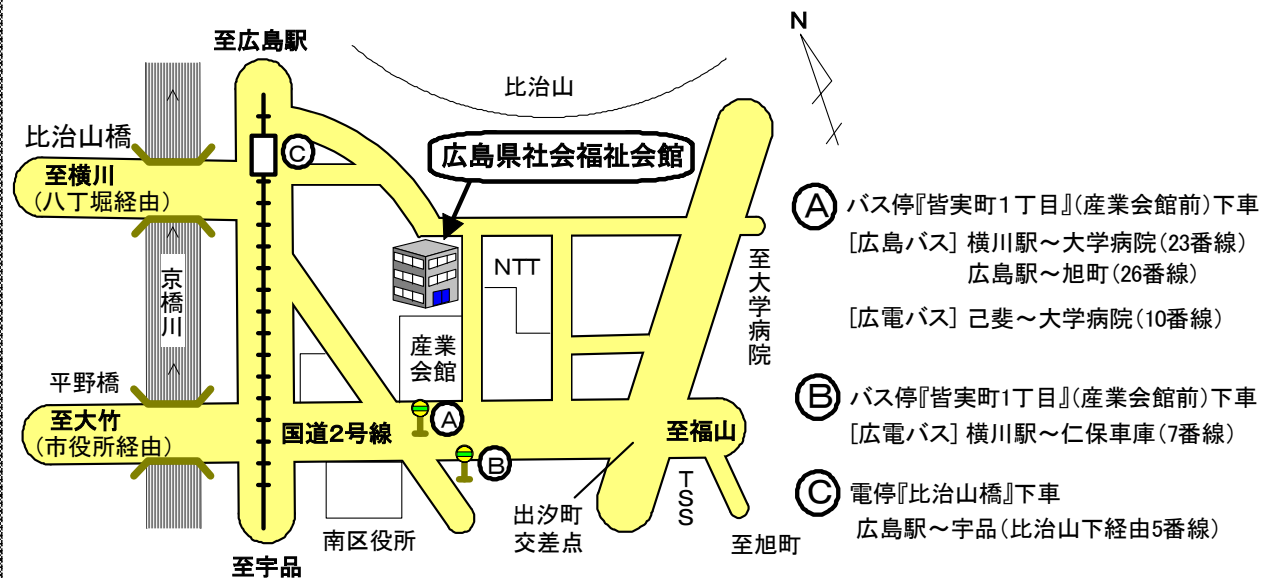 至広島駅
N
比治山
比治山橋
C
広島県社会福祉会館
至横川
(八丁堀経由)
京橋川
NTT
至大学病院
産業
会館
平野橋
至大竹
(市役所経由)
国道2号線
A
B
至福山
TSS
出汐町
交差点
南区役所
至旭町
至宇品
A バス停『皆実町1丁目』(産業会館前)下車
[広島バス] 横川駅～大学病院(23番線)
広島駅～旭町(26番線)
[広電バス] 己斐～大学病院(10番線)
B バス停『皆実町1丁目』(産業会館前)下車
[広電バス] 横川駅～仁保車庫(7番線)
C 電停『比治山橋』下車
広島駅～宇品(比治山下経由5番線)